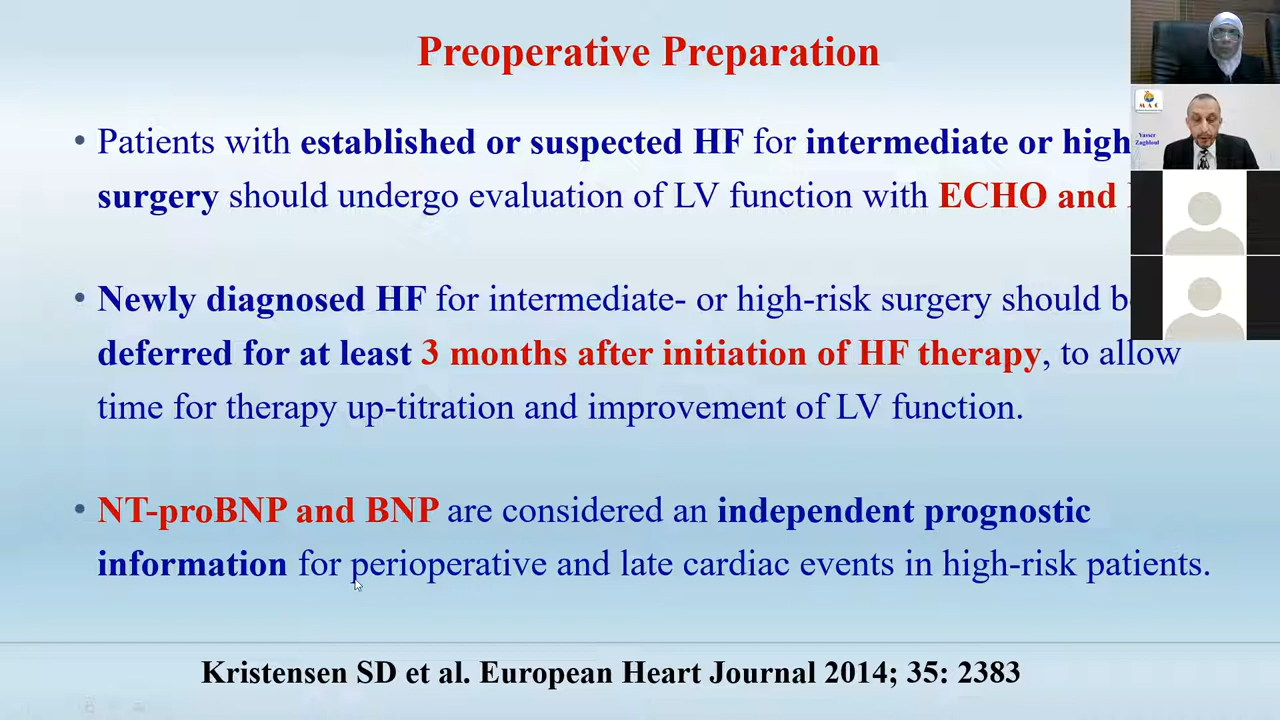 Preoperative Preparation
• Patients with established or suspected HF for intermediate or high
surgery should undergo evaluation of LV function with ECHO and
• Newly diagnosed HF for intermediate- or high-risk surgery should be
deferred for at least 3 months after initiation of HF therapy, to allow
time for therapy up-titration and improvement of LV function.
• NT-proBNP and BNP are considered an independent prognostic
information for perioperative and late cardiac events in high-risk patients.
Kristensen SD et al. European Heart Journal 2014; 35: 2383
M A C
Yasser
Zaghloul